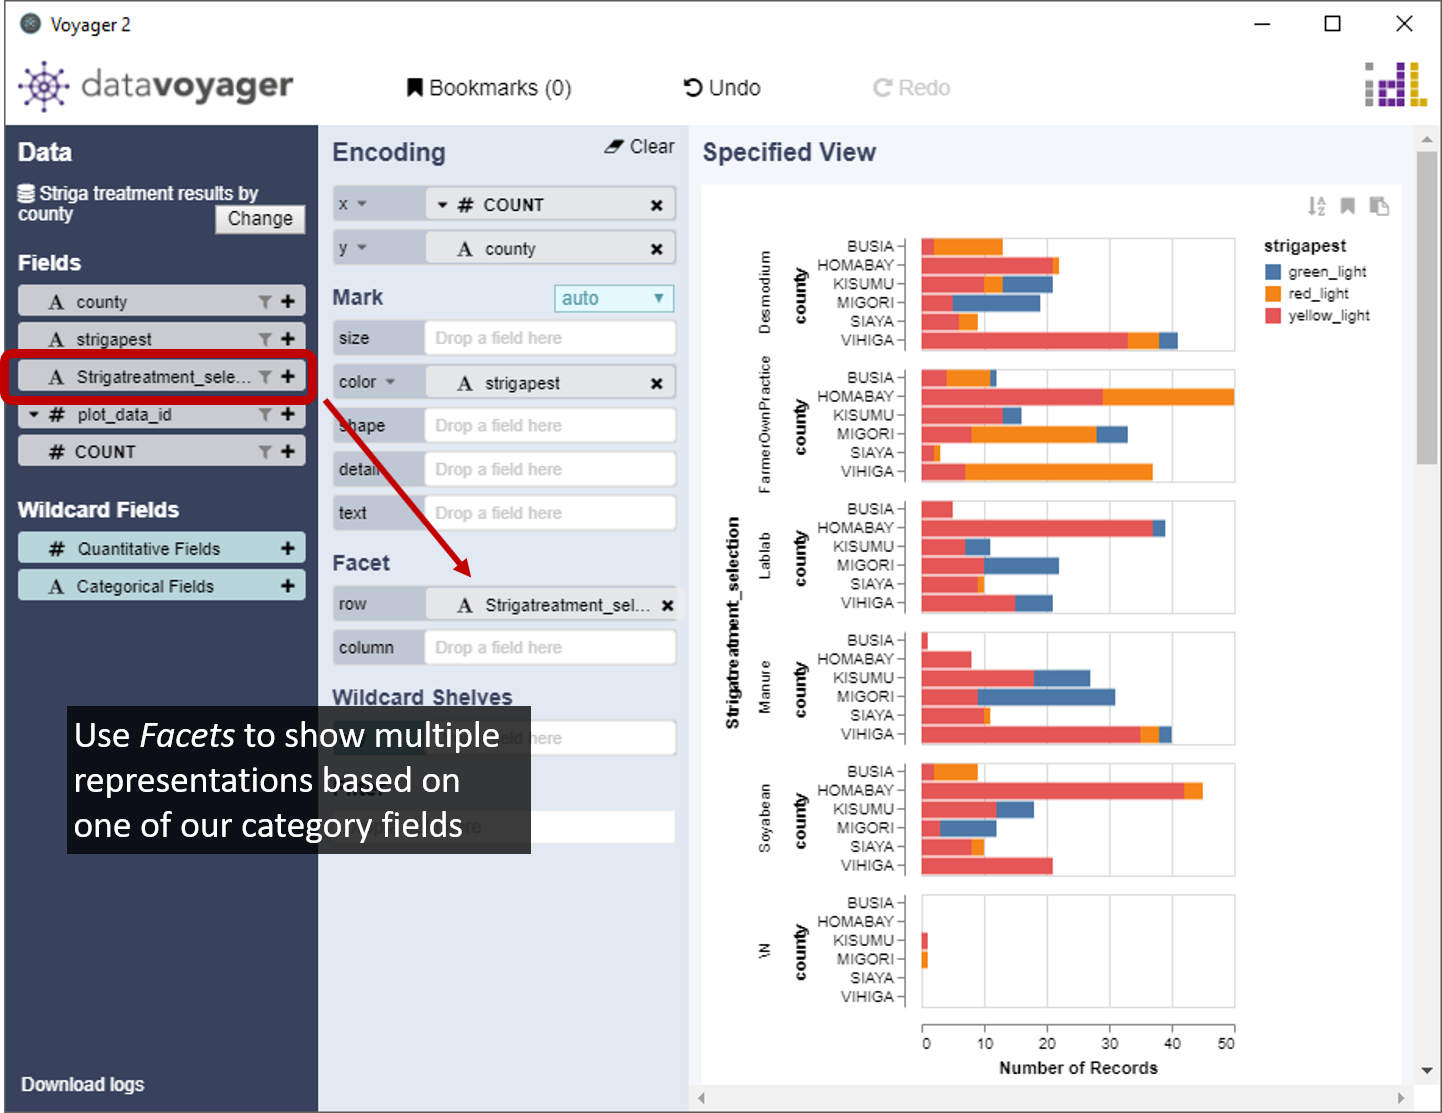 Voyager 2
datavoyager
Bookmarks (0)
Undo
Redo
idL
Data
Striga treatment results by
county
Change
Fields
A county
A strigapest
A Strigatreatment_sele...
# plot_data_id
# COUNT
Wildcard Fields
# Quantitative Fields
A Categorical Fields
Download logs
Encoding
Clear
x # COUNT
y A county
Mark
auto
size Drop a field here
color A strigapest
shape Drop a field here
detail Drop a field here
text Drop a field here
Facet
row A Strigatreatment_sel...
column Drop a field here
Wildcard Shelves
Use Facets to show multiple
representations based on
one of our category fields
Specified View
Strigatreatment_selection
Desmodium
county
BUSIA
HOMABAY
KISUMU
MIGORI
SIAYA
VIHIGA
FarmerOwnPractice
county
BUSIA
HOMABAY
KISUMU
MIGORI
SIAYA
VIHIGA
Lablab
county
BUSIA
HOMABAY
KISUMU
MIGORI
SIAYA
VIHIGA
Manure
county
BUSIA
HOMABAY
KISUMU
MIGORI
SIAYA
VIHIGA
Soyabean
county
BUSIA
HOMABAY
KISUMU
MIGORI
SIAYA
VIHIGA
\N
county
BUSIA
HOMABAY
KISUMU
MIGORI
SIAYA
VIHIGA
0 10 20 30 40 50
Number of Records
strigapest
green_light
red_light
yellow_light